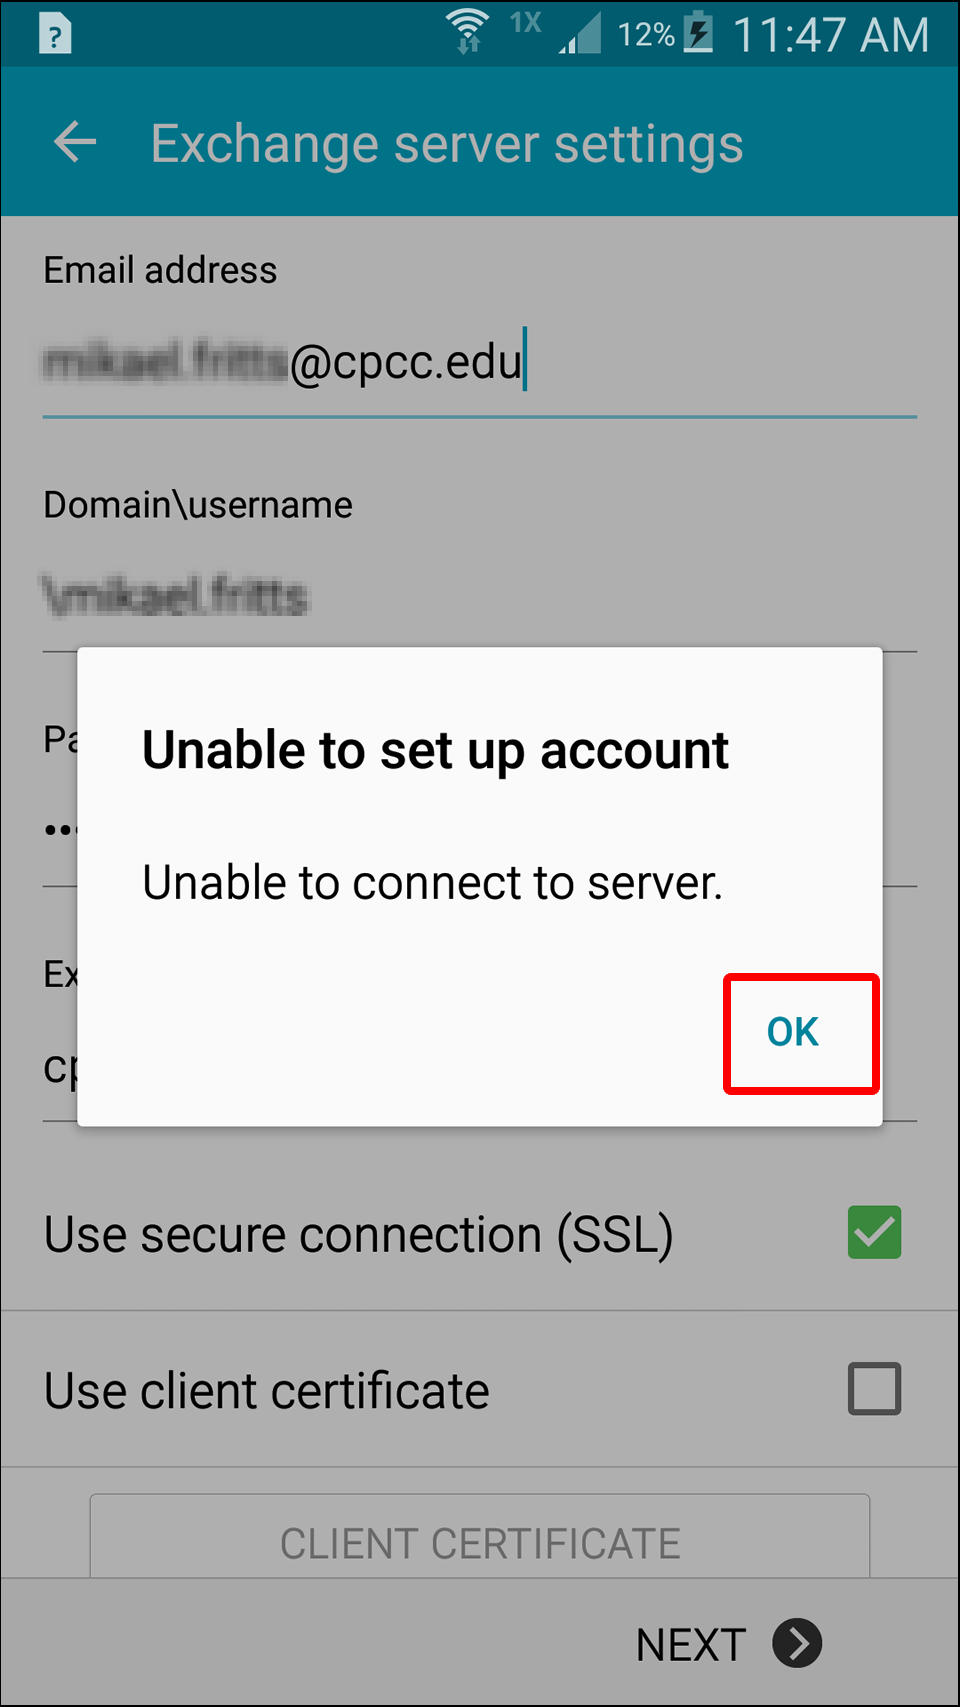 1X 12% 11:47 AM
Exchange server settings
Email address
@cpcc.edu
Domain\username
Pa
Unable to set up account
••
Unable to connect to server.
Ex
OK
cp
Use secure connection (SSL)
Use client certificate
CLIENT CERTIFICATE
NEXT